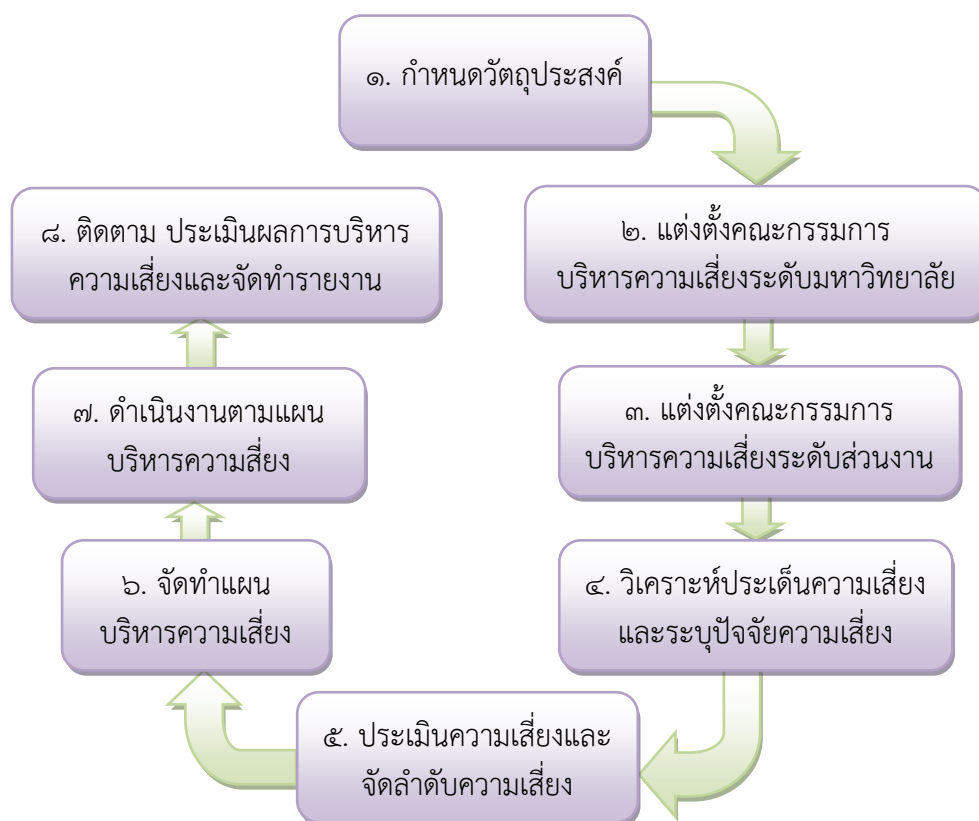 ๑. กำหนดวัตถุประสงค์
๒. แต่งตั้งคณะกรรมการ
บริหารความเสี่ยงระดับมหาวิทยาลัย
๓. แต่งตั้งคณะกรรมการ
บริหารความเสี่ยงระดับส่วนงาน
๔. วิเคราะห์ประเด็นความเสี่ยง
และระบุปัจจัยความเสี่ยง
๕. ประเมินความเสี่ยงและ
จัดลำดับความเสี่ยง
๖. จัดทำแผน
บริหารความเสี่ยง
๗. ดำเนินงานตามแผน
บริหารความสี่ยง
๘. ติดตาม ประเมินผลการบริหาร
ความเสี่ยงและจัดทำรายงาน